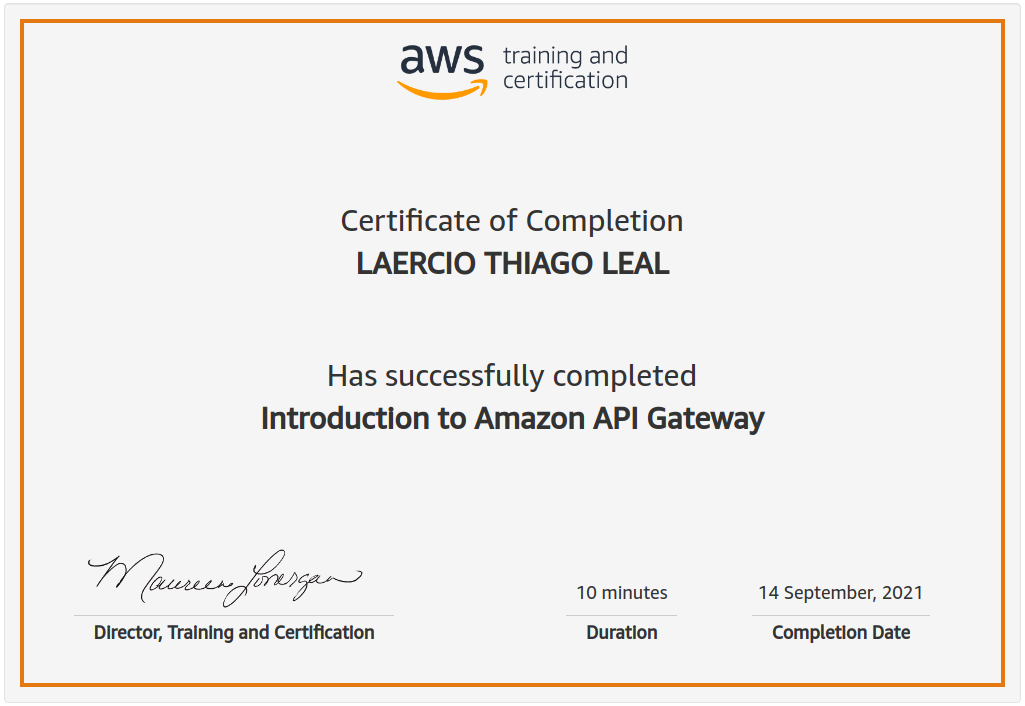 aws training and
certification
Certificate of Completion
LAERCIO THIAGO LEAL
Has successfully completed
Introduction to Amazon API Gateway
Maureen Lonergan
10 minutes
14 September, 2021
Director, Training and Certification
Duration
Completion Date